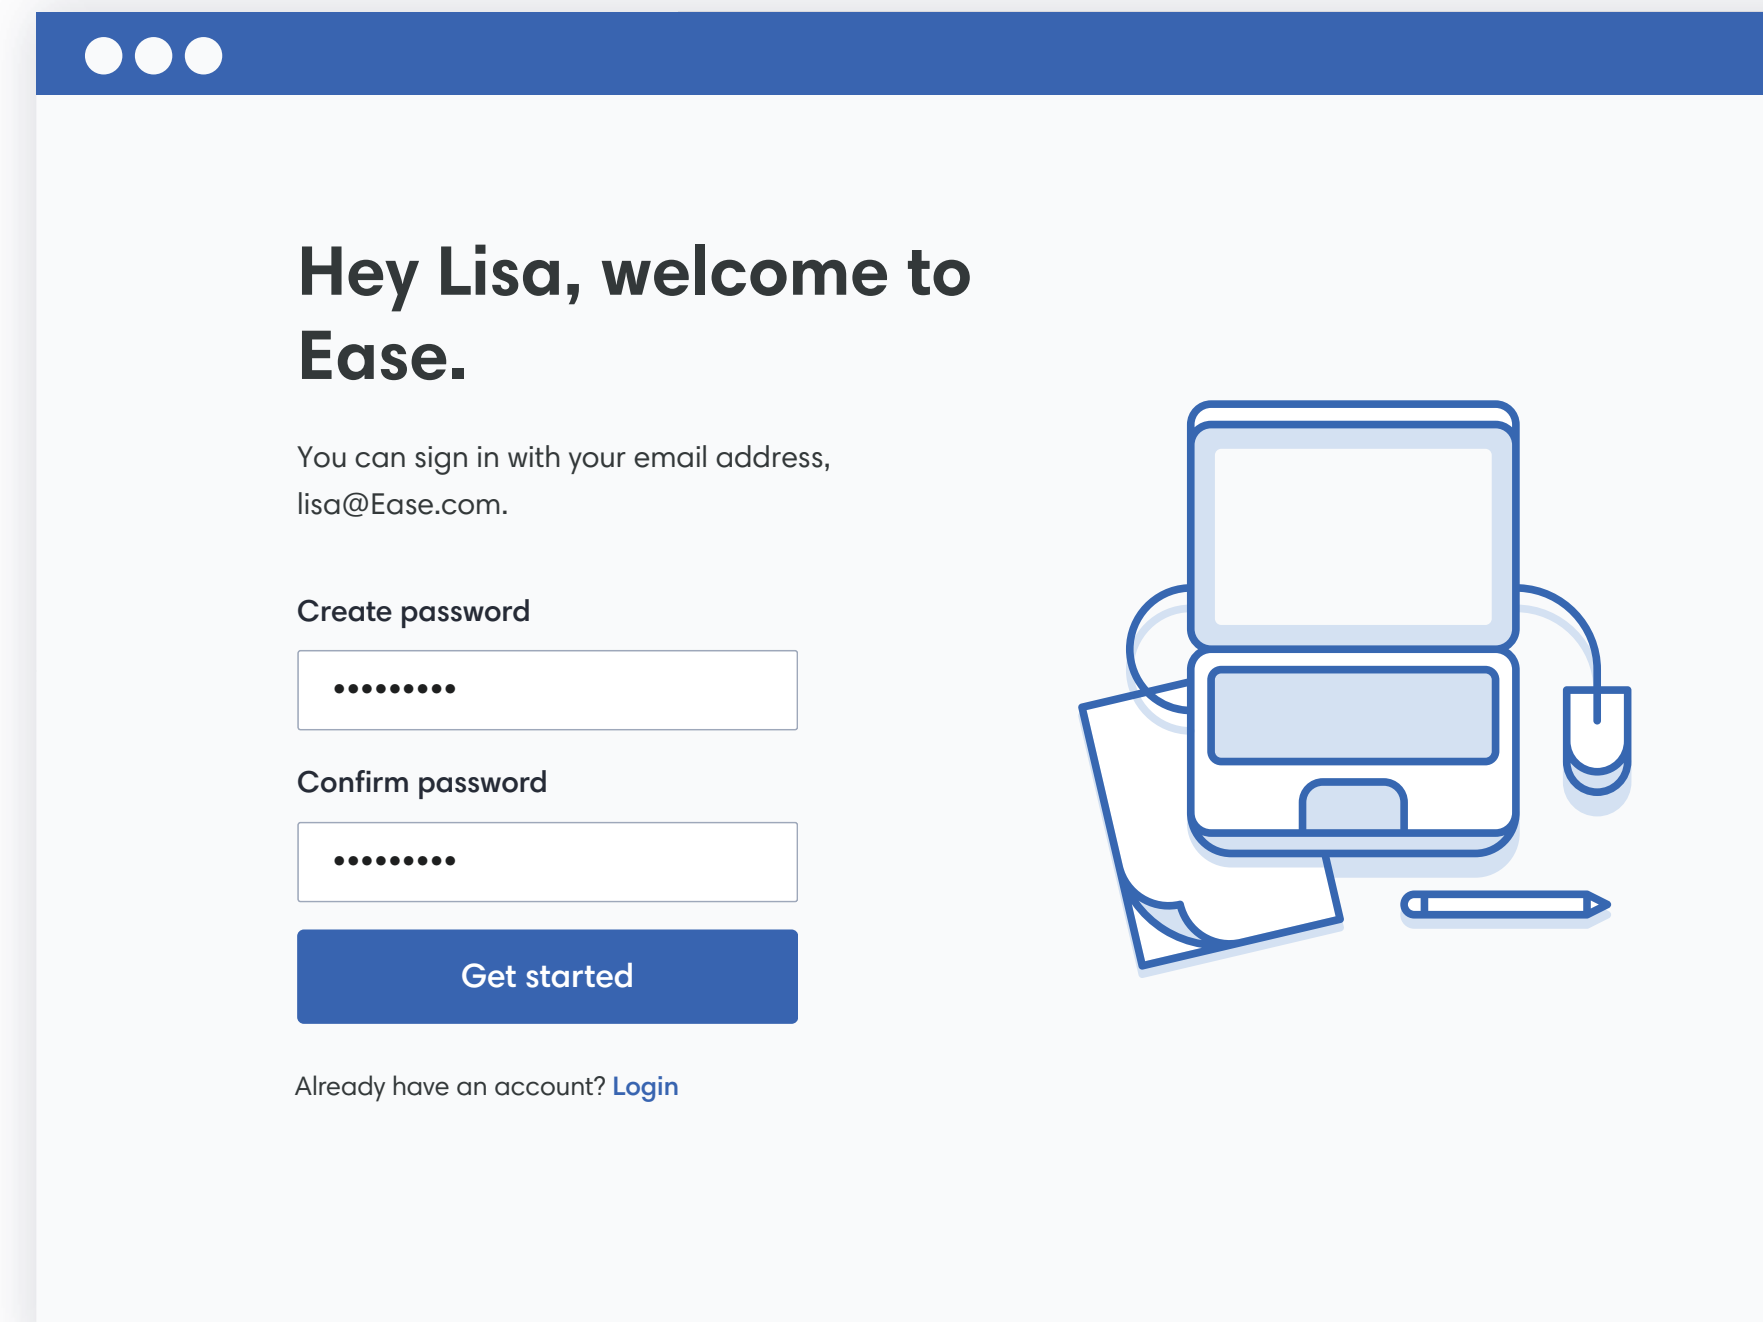 Hey Lisa, welcome to
Ease.
You can sign in with your email address,
lisa@Ease.com.
Create password
•••••••••
Confirm password
•••••••••
Get started
Already have an account? Login